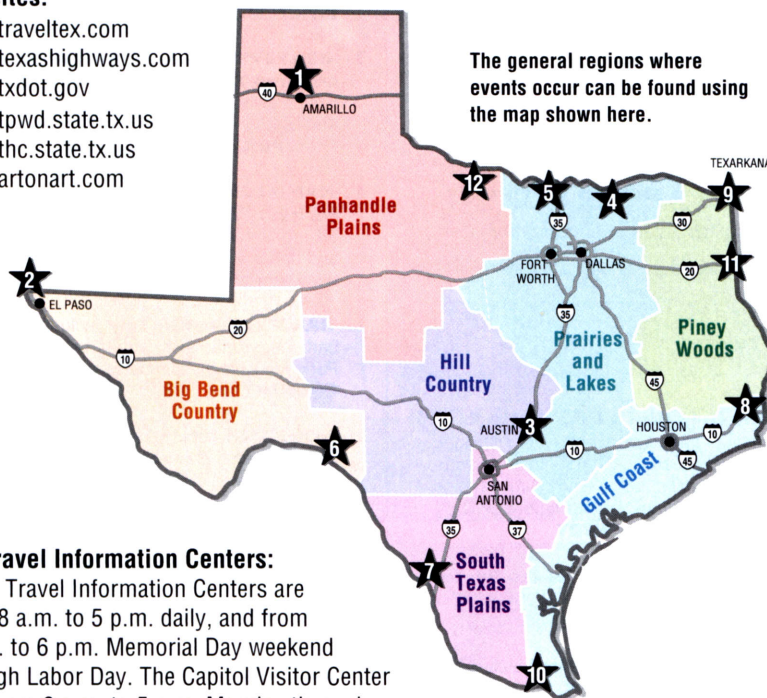 traveltex.com
texashighways.com
txdot.gov
tpwd.state.tx.us
thc.state.tx.us
artonart.com
The general regions where
events occur can be found using
the map shown here.
1
40
AMARILLO
Panhandle
Plains
12
5
4
TEXARKANA
9
35
30
FORT
WORTH
DALLAS
20
11
2
EL PASO
20
10
35
Prairies
and
Lakes
Piney
Woods
Hill
Country
Big Bend
Country
45
10
AUSTIN
3
HOUSTON
8
10
10
45
6
SAN
ANTONIO
Gulf Coast
35
37
7
South
Texas
Plains
10
ravel Information Centers:
Travel Information Centers are
8 a.m. to 5 p.m. daily, and from
. to 6 p.m. Memorial Day weekend
gh Labor Day. The Capitol Visitor Center